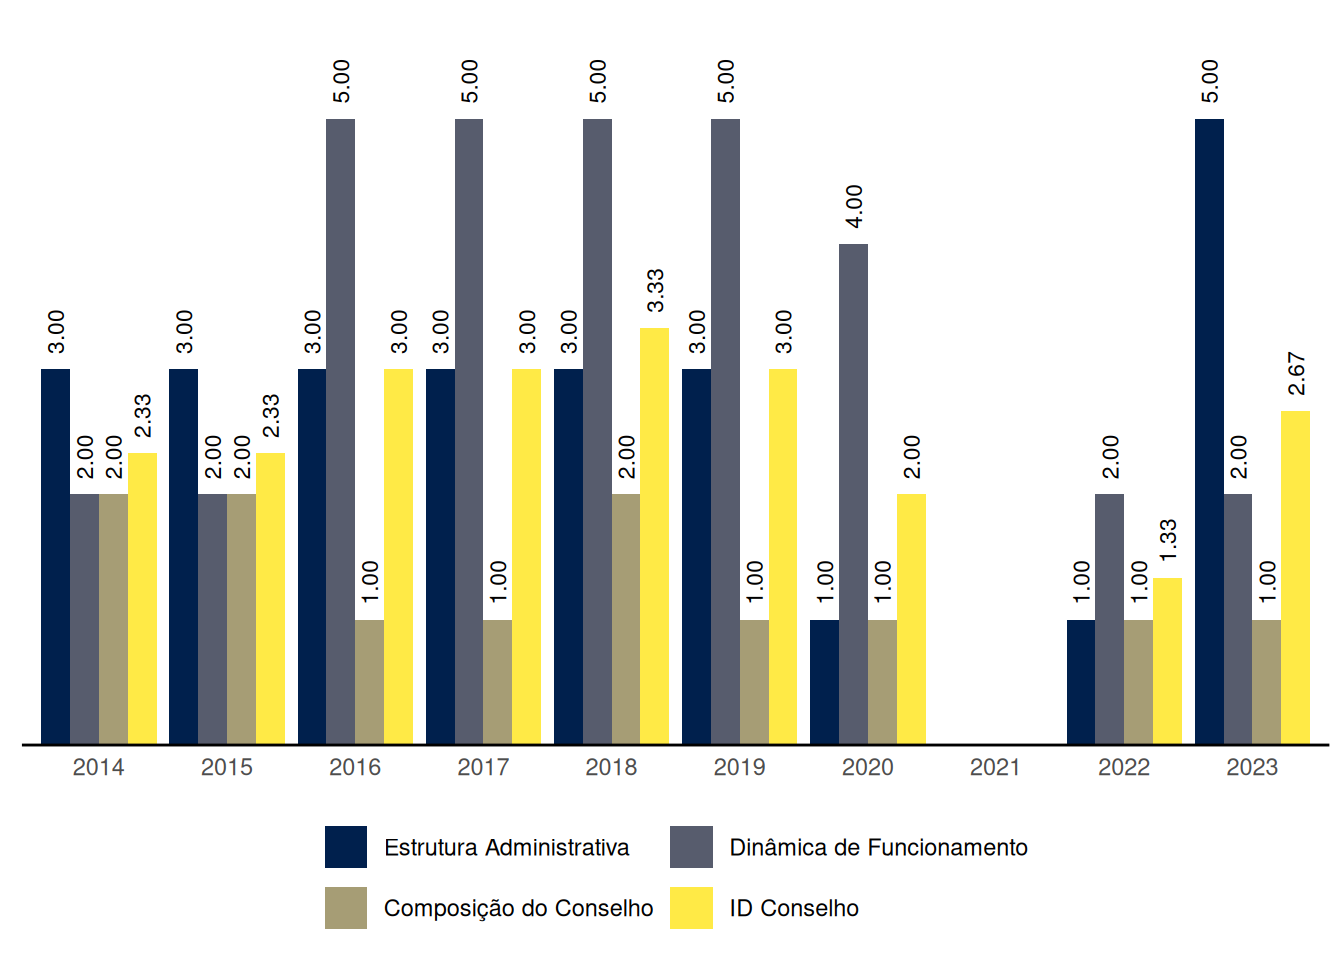 5.00 5.00 5.00 5.00 5.00
4.00
3.33
3.00 3.00 3.00 3.00 3.00 3.00 3.00 3.00 3.00
2.67
2.33 2.33
2.00 2.00 2.00 2.00 2.00 2.00 2.00 2.00
1.33
1.00 1.00 1.00 1.00 1.00 1.00 1.00 1.00
2014 2015 2016 2017 2018 2019 2020 2021 2022 2023
Estrutura Administrativa Dinâmica de Funcionamento
Composição do Conselho ID Conselho